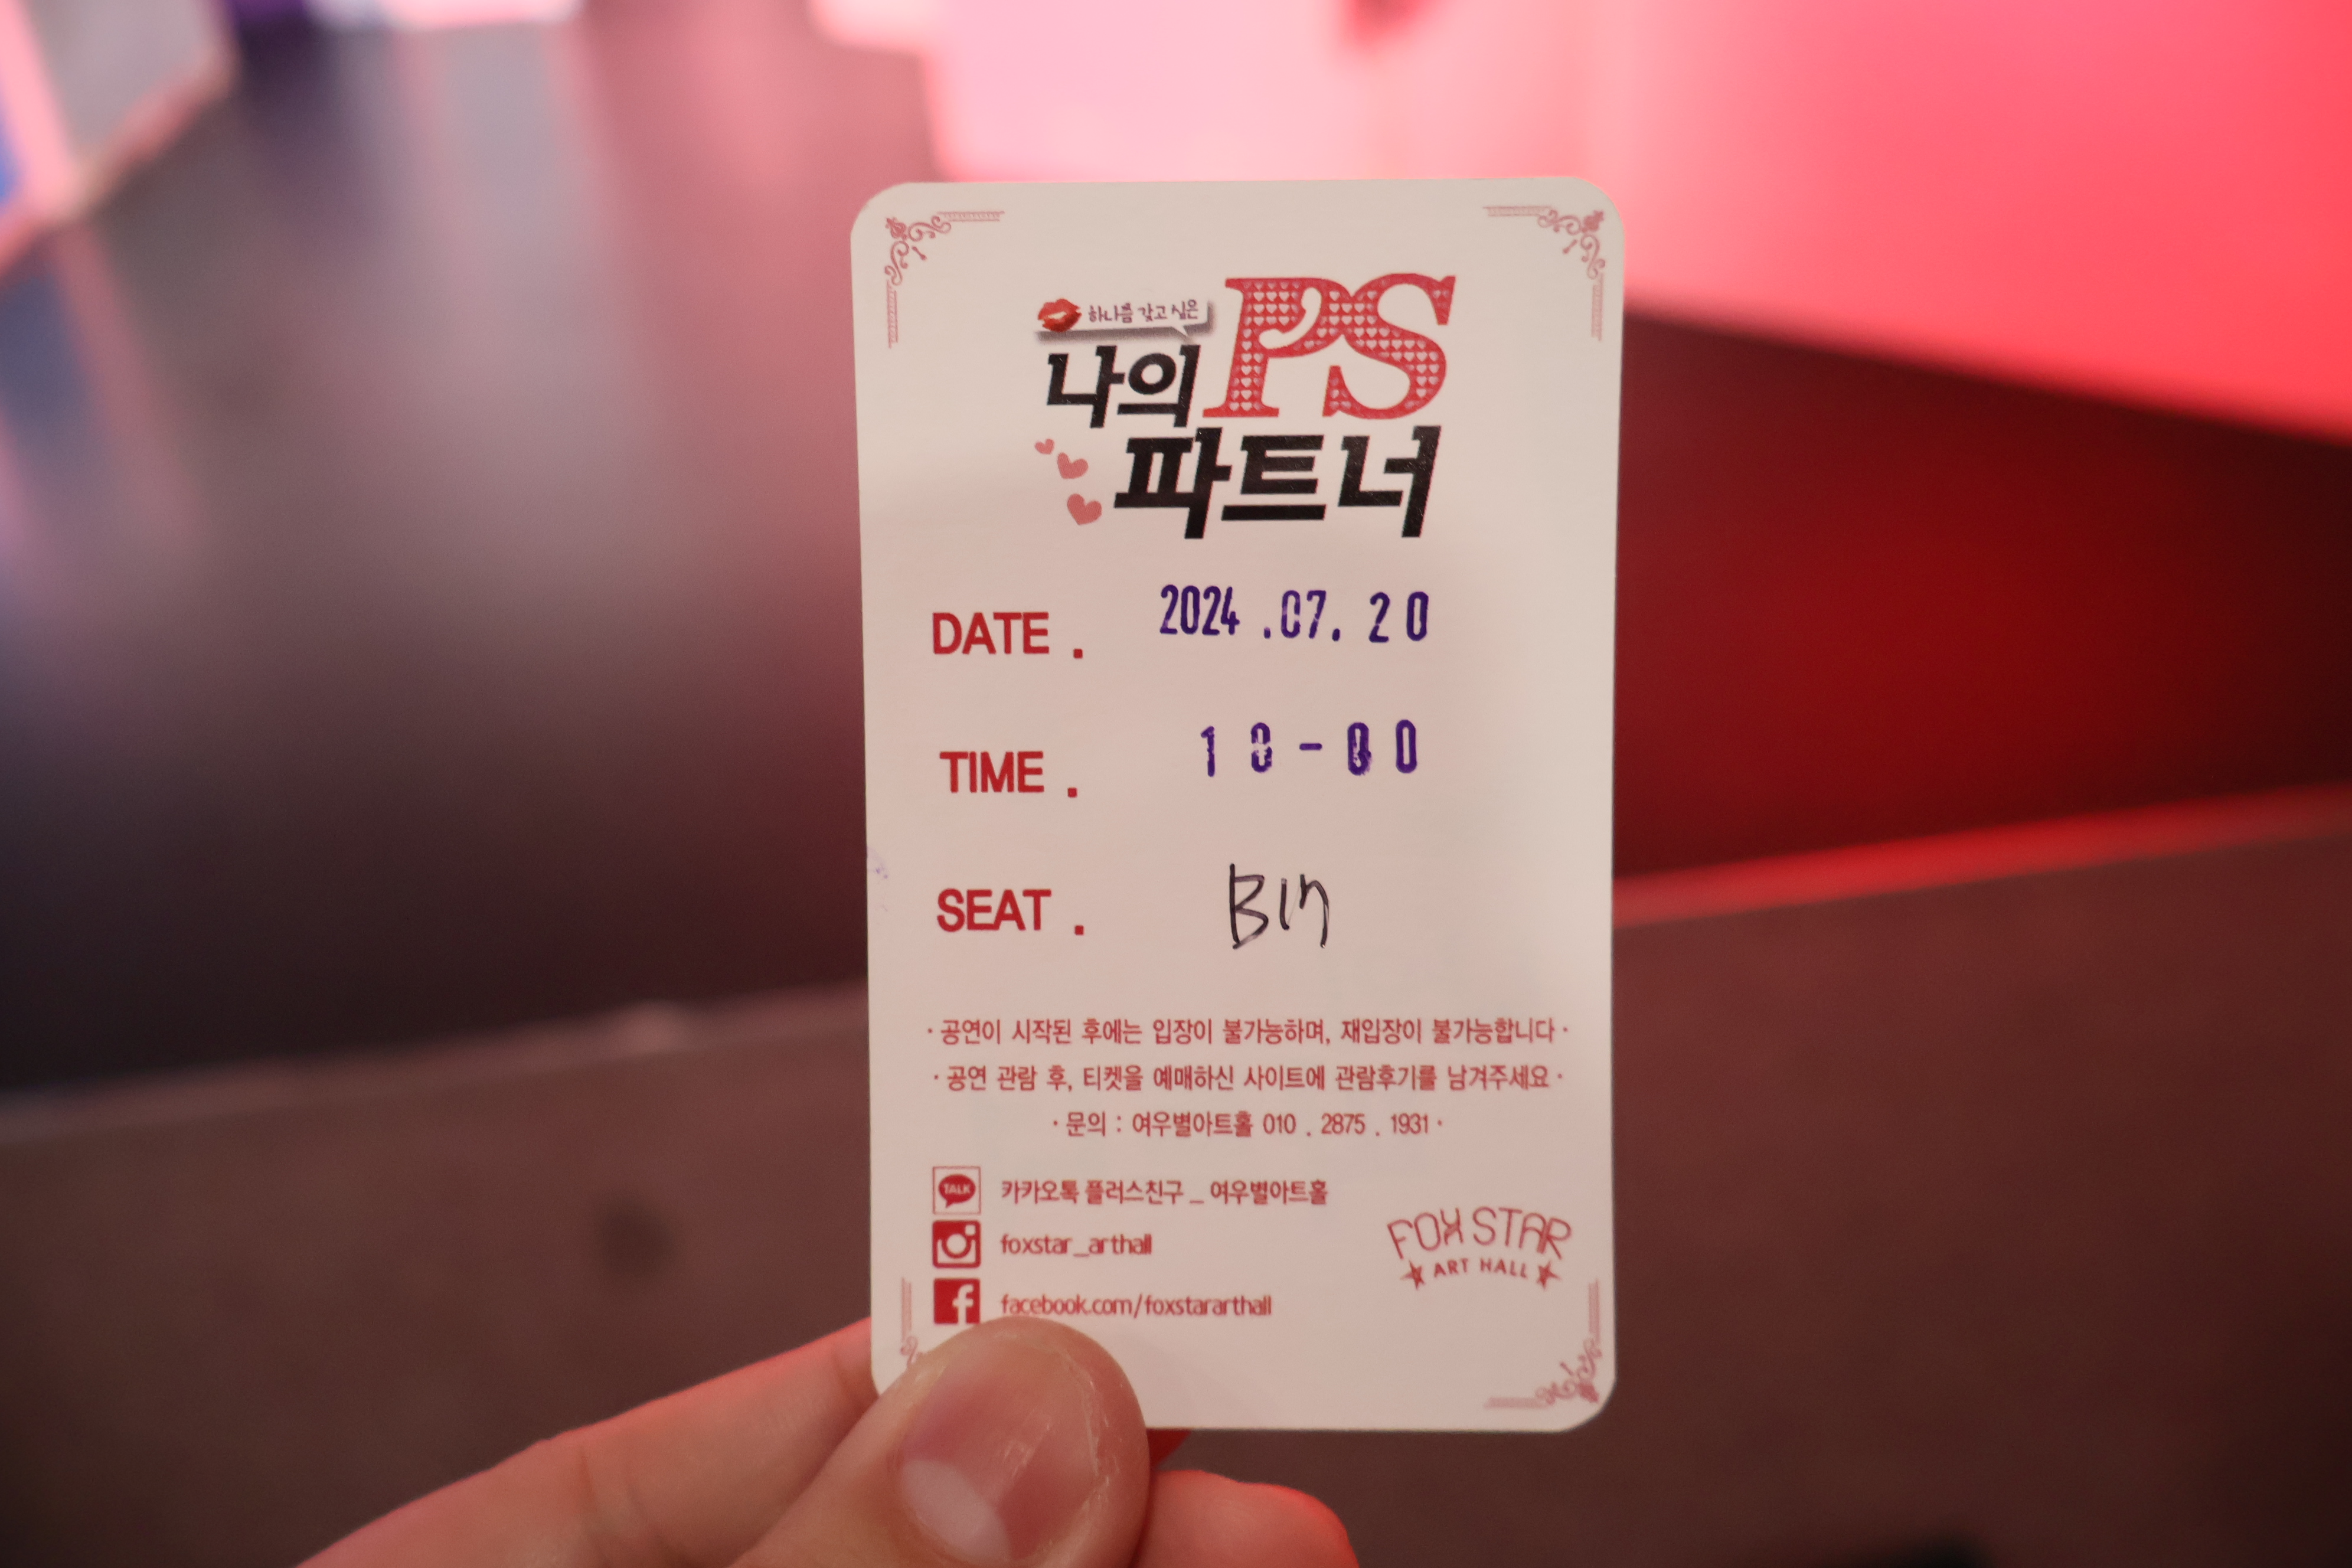 하나쯤 갖고 싶은
나의 PS
파트너
DATE . 2024 .07. 20
TIME . 18-00
SEAT . B17
· 공연이 시작된 후에는 입장이 불가능하며, 재입장이 불가능합니다 ·
· 공연 관람 후, 티켓을 예매하신 사이트에 관람후기를 남겨주세요 ·
· 문의 : 여우별아트홀 010 . 2875 . 1931 ·
TALK 카카오톡 플러스친구 _ 여우별아트홀
foxstar_arthall
facebook.com/foxstararthall
FOX STAR
ART HALL